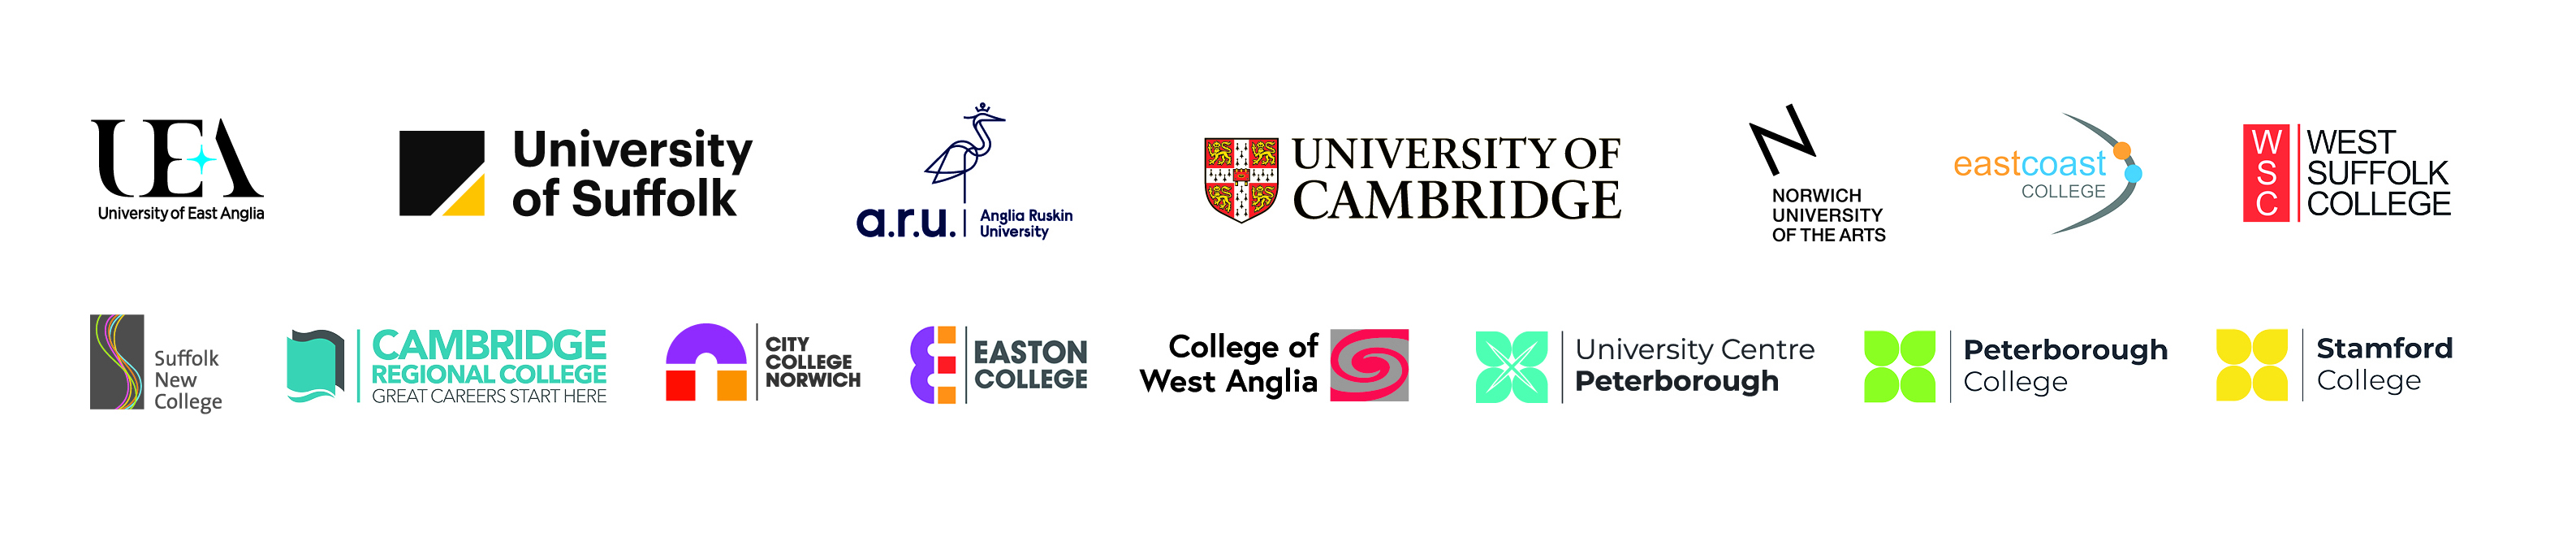 UEA
University of East Anglia
University
of Suffolk
a.r.u.
Anglia Ruskin
University
UNIVERSITY OF
CAMBRIDGE
N
NORWICH
UNIVERSITY
OF THE ARTS
eastcoast
COLLEGE
WSC
WEST
SUFFOLK
COLLEGE
Suffolk
New
College
CAMBRIDGE
REGIONAL COLLEGE
GREAT CAREERS START HERE
CITY
COLLEGE
NORWICH
EASTON
COLLEGE
College of
West Anglia
University Centre
Peterborough
Peterborough
College
Stamford
College